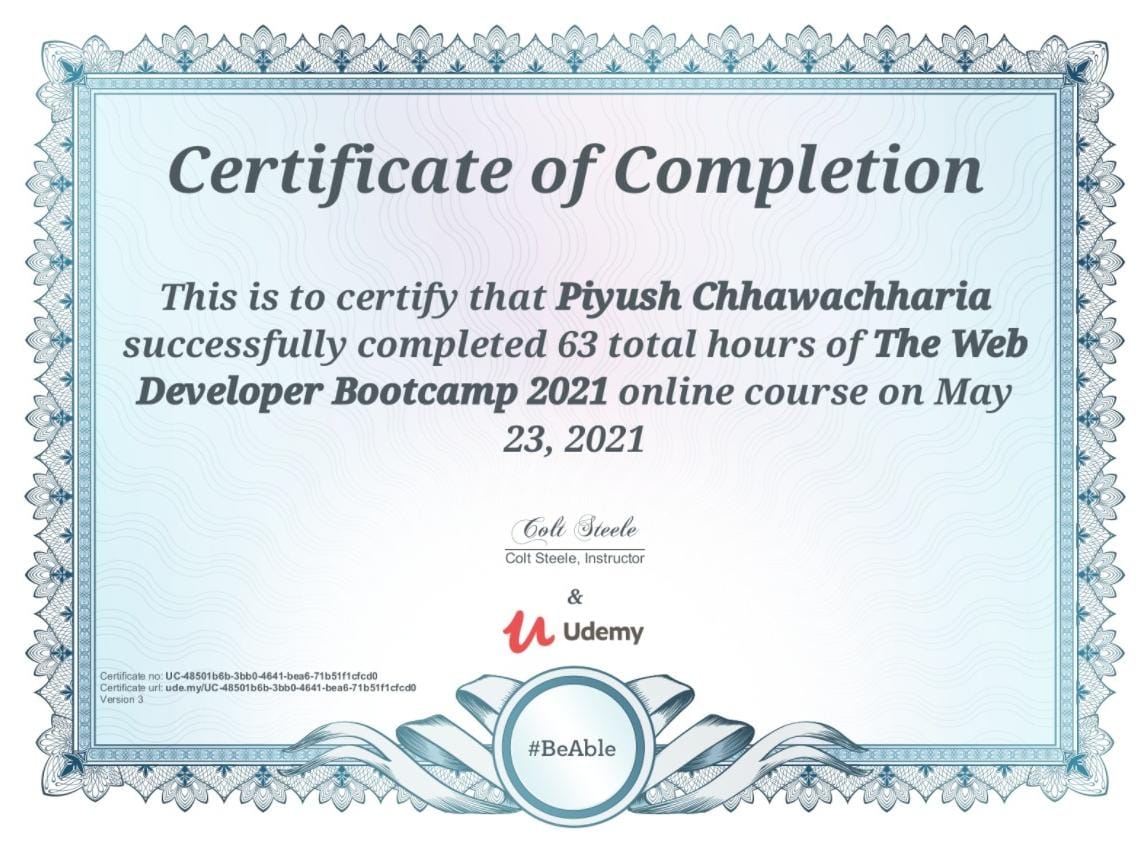 Certificate of Completion
This is to certify that Piyush Chhawachharia
successfully completed 63 total hours of The Web
Developer Bootcamp 2021 online course on May
23, 2021
Colt Steele
Colt Steele, Instructor
&
Udemy
Certificate no: UC-48501b6b-3bb0-4641-bea6-71b51f1cfcd0
Certificate url: ude.my/UC-48501b6b-3bb0-4641-bea6-71b51f1cfcd0
Version 3
#BeAble